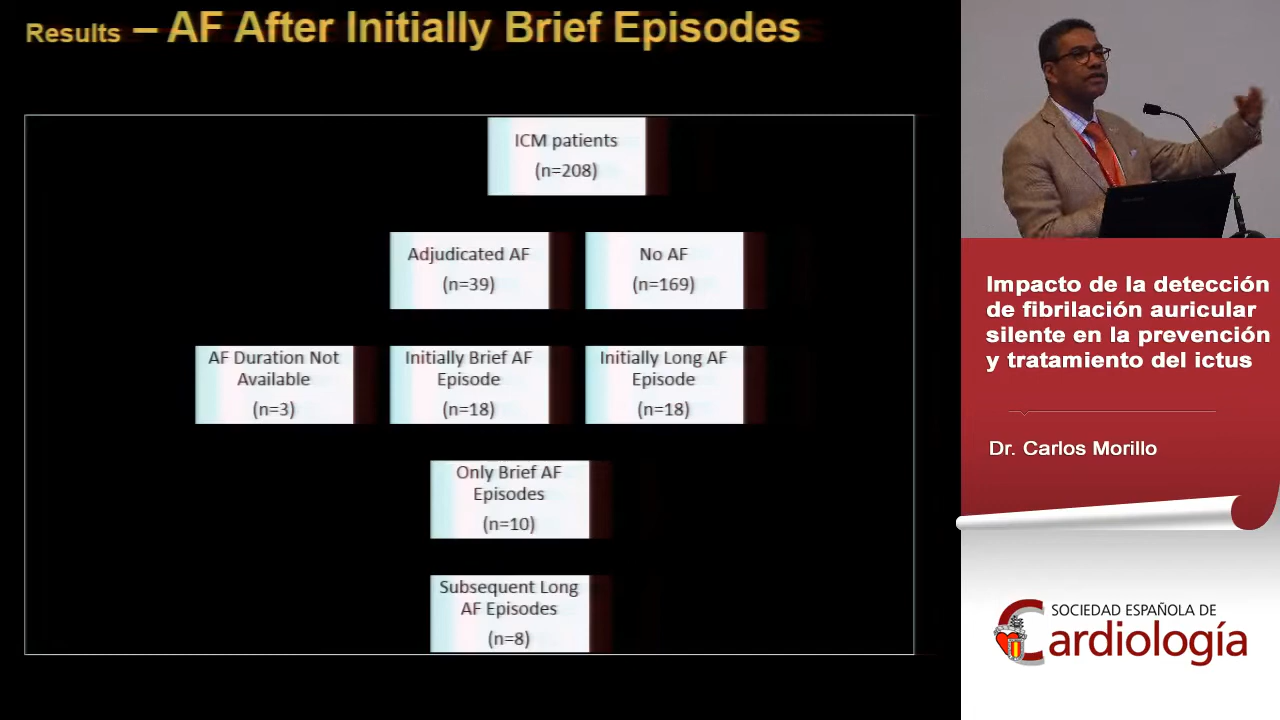 Results – AF After Initially Brief Episodes
ICM patients
(n=208)
Adjudicated AF
(n=39)
No AF
(n=169)
AF Duration Not
Available
(n=3)
Initially Brief AF
Episode
(n=18)
Initially Long AF
Episode
(n=18)
Only Brief AF
Episodes
(n=10)
Subsequent Long
AF Episodes
(n=8)
Impacto de la detección
de fibrilación auricular
silente en la prevención
y tratamiento del ictus
Dr. Carlos Morillo
SOCIEDAD ESPAÑOLA DE
Cardiología